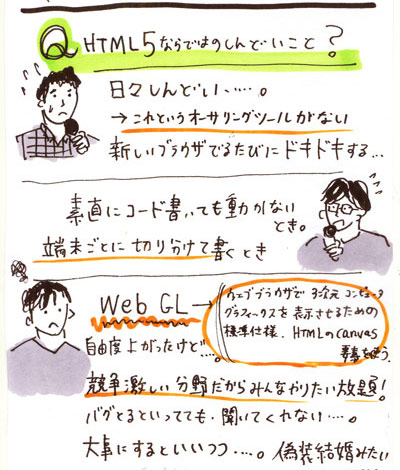 Q HTML5ならではのしんどいこと?
日々しんどい……。
→これというオーサリングツールがない
新しいブラウザでるたびにドキドキする…
素直にコード書いても動かない
とき。
端末ごとに切り分けて書くとき
Web GL→
ウェブブラウザで3次元コンピュータ
グラフィックスを表示させるための
標準仕様、HTMLのcanvas
要素を使う。
自由度上がったけど…。
競争激しい分野だからみんなやりたい放題!
バグとるといってても・聞いてくれない……。
大事にするといいつつ……。偽装結婚みたい